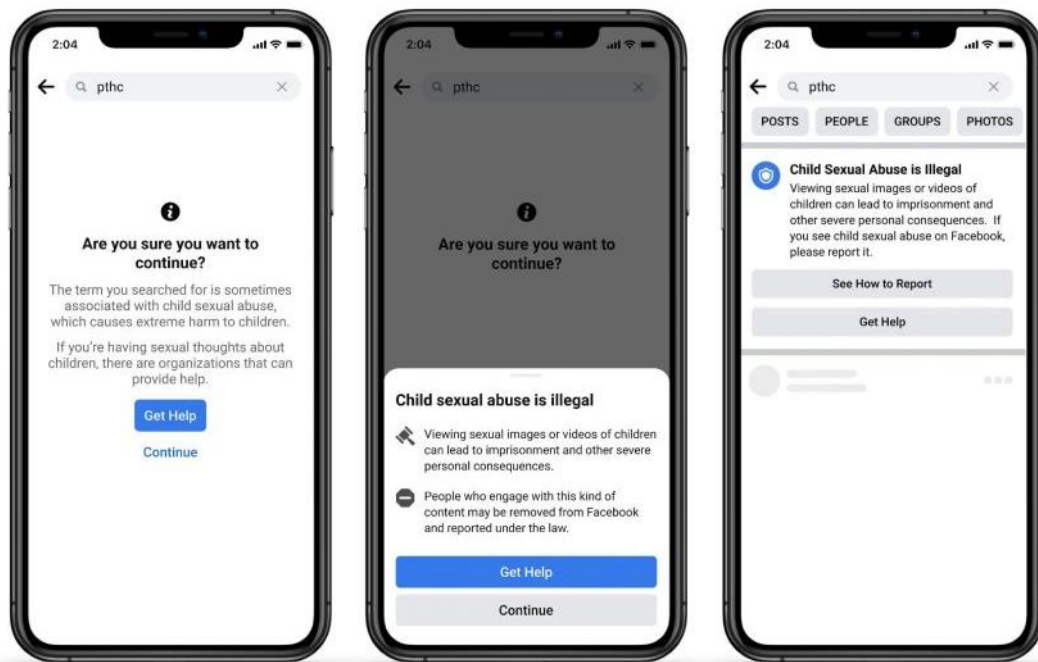 2:04
pthc
Are you sure you want to
continue?
The term you searched for is sometimes
associated with child sexual abuse,
which causes extreme harm to children.
If you're having sexual thoughts about
children, there are organizations that can
provide help.
Get Help
Continue
2:04
pthc
Are you sure you want to
continue?
Child sexual abuse is illegal
Viewing sexual images or videos of children
can lead to imprisonment and other severe
personal consequences.
People who engage with this kind of
content may be removed from Facebook
and reported under the law.
Get Help
Continue
2:04
pthc
POSTS PEOPLE GROUPS PHOTOS
Child Sexual Abuse is Illegal
Viewing sexual images or videos of
children can lead to imprisonment and
other severe personal consequences. If
you see child sexual abuse on Facebook,
please report it.
See How to Report
Get Help